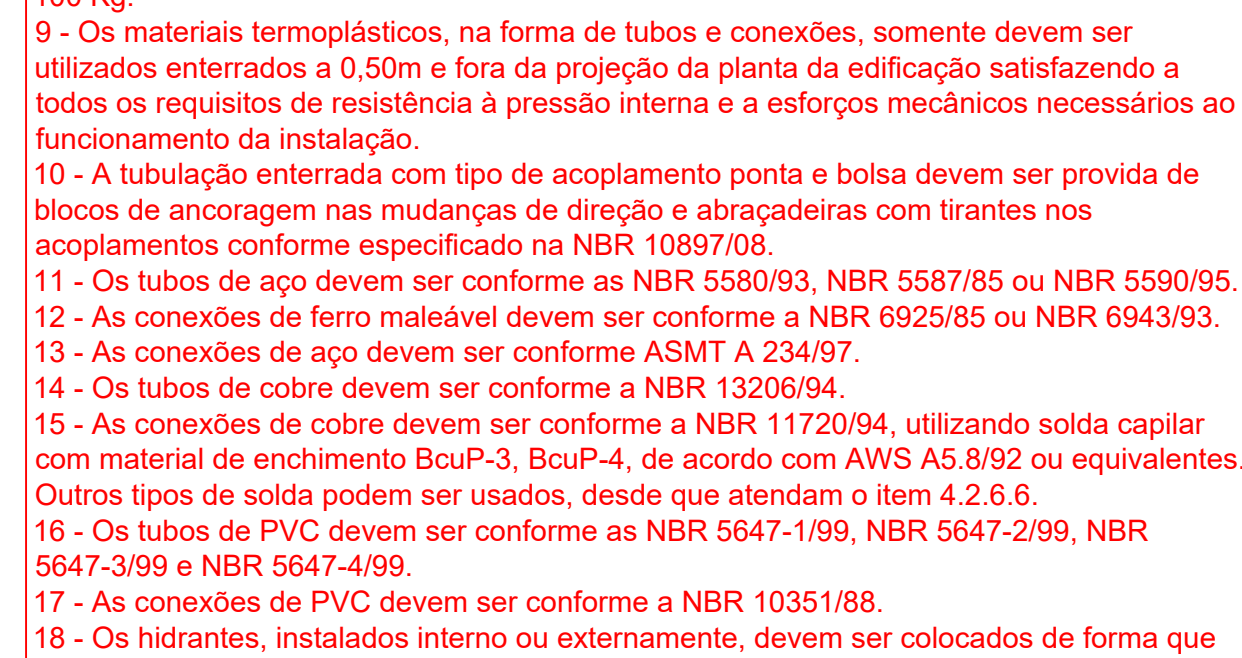 100 Kg.
9 - Os materiais termoplásticos, na forma de tubos e conexões, somente devem ser
utilizados enterrados a 0,50m e fora da projeção da planta da edificação satisfazendo a
todos os requisitos de resistência à pressão interna e a esforços mecânicos necessários ao
funcionamento da instalação.
10 - A tubulação enterrada com tipo de acoplamento ponta e bolsa devem ser provida de
blocos de ancoragem nas mudanças de direção e abraçadeiras com tirantes nos
acoplamentos conforme especificado na NBR 10897/08.
11 - Os tubos de aço devem ser conforme as NBR 5580/93, NBR 5587/85 ou NBR 5590/95.
12 - As conexões de ferro maleável devem ser conforme a NBR 6925/85 ou NBR 6943/93.
13 - As conexões de aço devem ser conforme ASMT A 234/97.
14 - Os tubos de cobre devem ser conforme a NBR 13206/94.
15 - As conexões de cobre devem ser conforme a NBR 11720/94, utilizando solda capilar
com material de enchimento BcuP-3, BcuP-4, de acordo com AWS A5.8/92 ou equivalentes.
Outros tipos de solda podem ser usados, desde que atendam o item 4.2.6.6.
16 - Os tubos de PVC devem ser conforme as NBR 5647-1/99, NBR 5647-2/99, NBR
5647-3/99 e NBR 5647-4/99.
17 - As conexões de PVC devem ser conforme a NBR 10351/88.
18 - Os hidrantes, instalados interno ou externamente, devem ser colocados de forma que